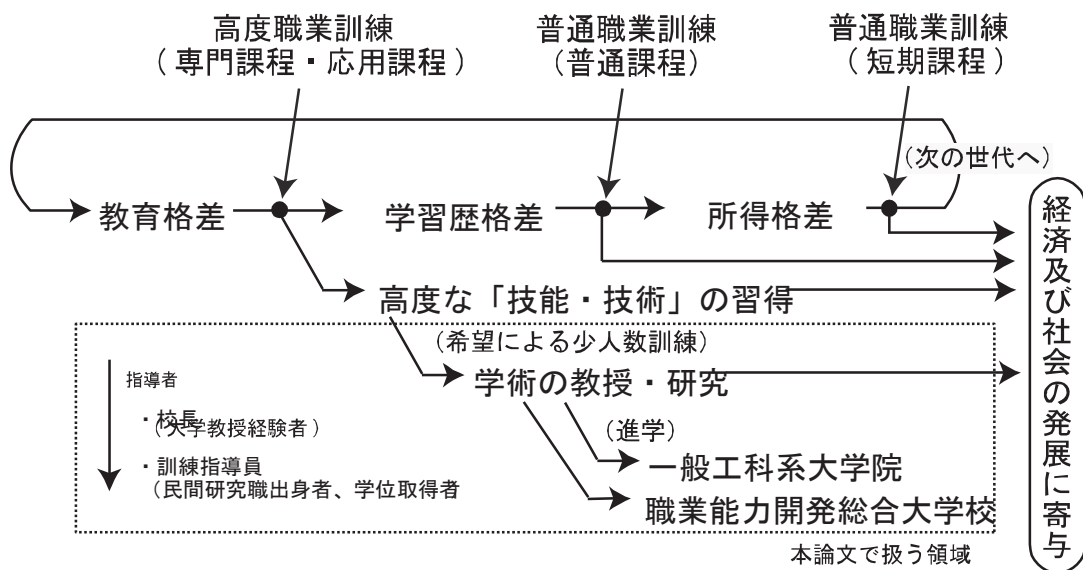 高度職業訓練
(専門課程・応用課程)
普通職業訓練
(普通課程)
普通職業訓練
(短期課程)
(次の世代へ)
教育格差
学習歴格差
所得格差
高度な「技能・技術」の習得
(希望による少人数訓練)
学術の教授・研究
(進学)
一般工科系大学院
職業能力開発総合大学校
指導者
・校長
(大学教授経験者)
・訓練指導員
(民間研究職出身者、学位取得者
本論文で扱う領域
経済及び社会の発展に寄与